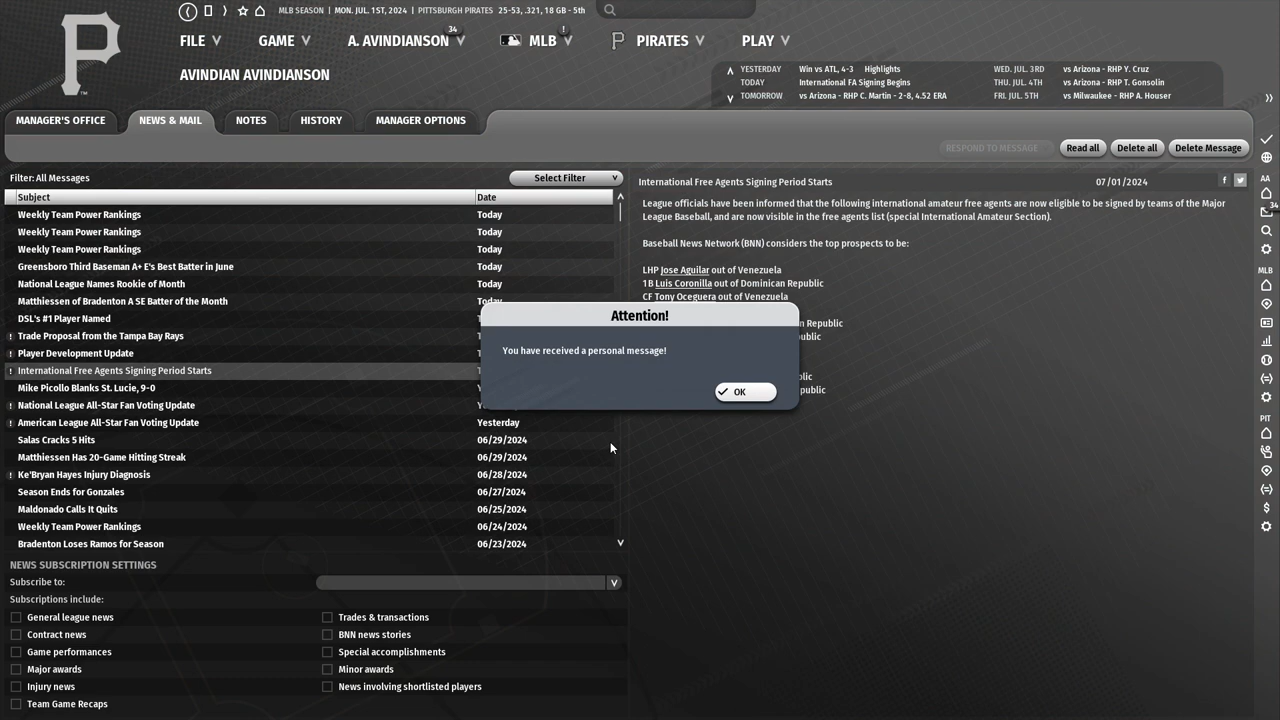 MLB SEASON | MON. JUL. 1ST, 2024 | PITTSBURGH PIRATES 25-53, .321, 18 GB - 5th
34 !
FILE GAME A. AVINDIANSON MLB PIRATES PLAY
AVINDIAN AVINDIANSON
YESTERDAY Win vs ATL, 4-3 Highlights WED. JUL. 3RD vs Arizona - RHP Y. Cruz
TODAY International FA Signing Begins THU. JUL. 4TH vs Arizona - RHP T. Gonsolin
TOMORROW vs Arizona - RHP C. Martin - 2-8, 4.52 ERA FRI. JUL. 5TH vs Milwaukee - RHP A. Houser
MANAGER'S OFFICE NEWS & MAIL NOTES HISTORY MANAGER OPTIONS
RESPOND TO MESSAGE Read all Delete all Delete Message
Filter: All Messages Select Filter
Subject Date
Weekly Team Power Rankings Today
Weekly Team Power Rankings Today
Weekly Team Power Rankings Today
Greensboro Third Baseman A+ E's Best Batter in June Today
National League Names Rookie of Month Today
Matthiessen of Bradenton A SE Batter of the Month Today
DSL's #1 Player Named T
! Trade Proposal from the Tampa Bay Rays T
! Player Development Update T
! International Free Agents Signing Period Starts T
Mike Picollo Blanks St. Lucie, 9-0 Y
! National League All-Star Fan Voting Update
! American League All-Star Fan Voting Update Yesterday
Salas Cracks 5 Hits 06/29/2024
Matthiessen Has 20-Game Hitting Streak 06/29/2024
! Ke'Bryan Hayes Injury Diagnosis 06/28/2024
Season Ends for Gonzales 06/27/2024
Maldonado Calls It Quits 06/25/2024
Weekly Team Power Rankings 06/24/2024
Bradenton Loses Ramos for Season 06/23/2024
NEWS SUBSCRIPTION SETTINGS
Subscribe to:
Subscriptions include:
General league news Trades & transactions
Contract news BNN news stories
Game performances Special accomplishments
Major awards Minor awards
Injury news News involving shortlisted players
Team Game Recaps
International Free Agents Signing Period Starts 07/01/2024 f
League officials have been informed that the following international amateur free agents are now eligible to be signed by teams of the Major
League Baseball, and are now visible in the free agents list (special International Amateur Section).
Baseball News Network (BNN) considers the top prospects to be:
LHP Jose Aguilar out of Venezuela
1B Luis Coronilla out of Dominican Republic
CF Tony Oceguera out of Venezuela
n Republic
ublic
blic
public
Attention!
You have received a personal message!
OK
AA
34
MLB
PIT
$